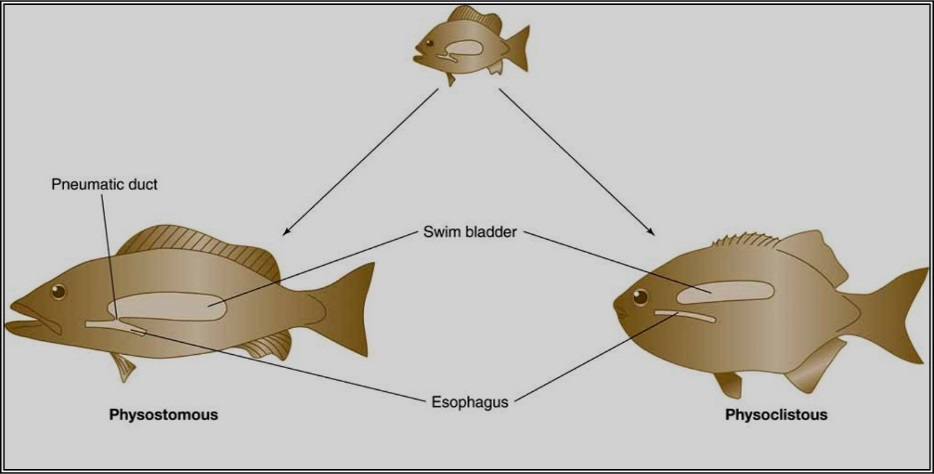 Pneumatic duct
Swim bladder
Esophagus
Physostomous
Physoclistous